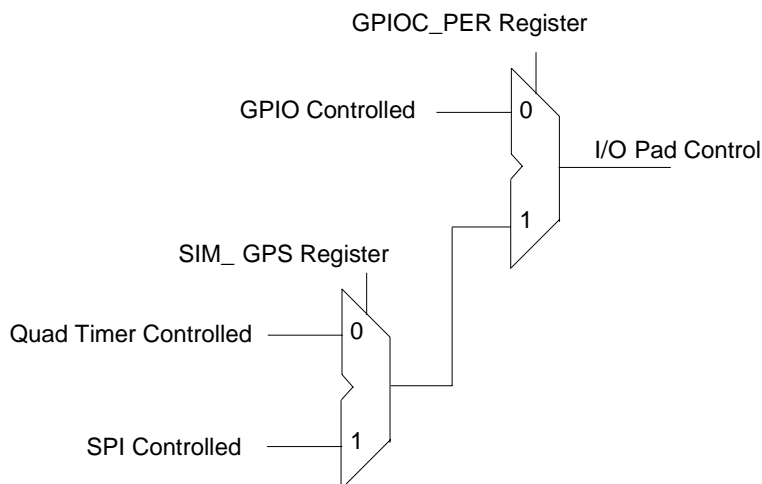 GPIOC_PER Register
GPIO Controlled
0
I/O Pad Control
1
SIM_ GPS Register
Quad Timer Controlled
0
SPI Controlled
1